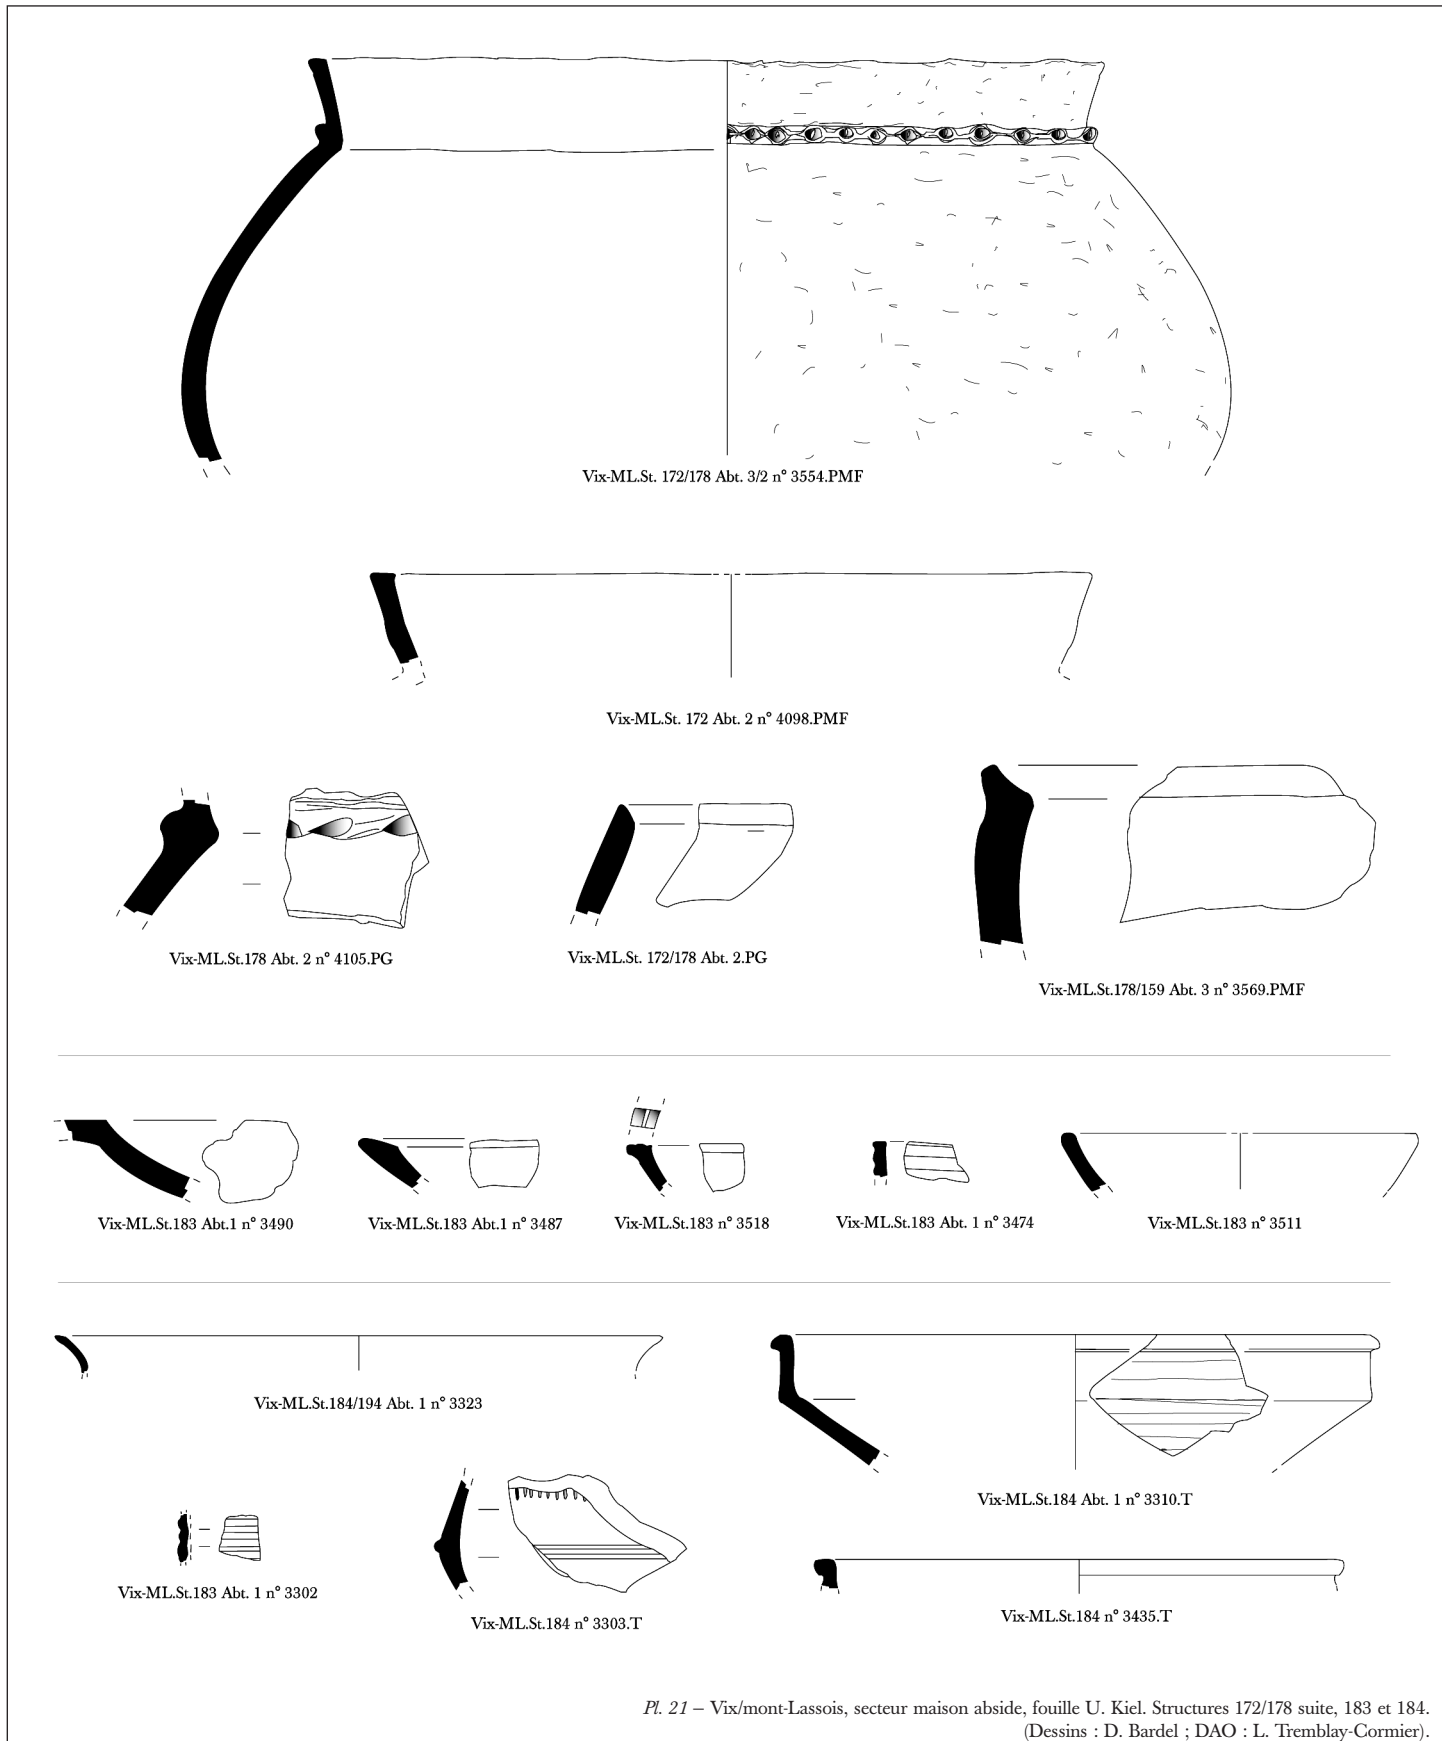 Vix-ML.St. 172/178 Abt. 3/2 n° 3554.PMF
Vix-ML.St. 172 Abt. 2 n° 4098.PMF
Vix-ML.St.178 Abt. 2 n° 4105.PG
Vix-ML.St. 172/178 Abt. 2.PG
Vix-ML.St.178/159 Abt. 3 n° 3569.PMF
Vix-ML.St.183 Abt.1 n° 3490
Vix-ML.St.183 Abt.1 n° 3487
Vix-ML.St.183 n° 3518
Vix-ML.St.183 Abt. 1 n° 3474
Vix-ML.St.183 n° 3511
Vix-ML.St.184/194 Abt. 1 n° 3323
Vix-ML.St.184 Abt. 1 n° 3310.T
Vix-ML.St.183 Abt. 1 n° 3302
Vix-ML.St.184 n° 3303.T
Vix-ML.St.184 n° 3435.T
Pl. 21 – Vix/mont-Lassois, secteur maison abside, fouille U. Kiel. Structures 172/178 suite, 183 et 184.
(Dessins : D. Bardel ; DAO : L. Tremblay-Cormier).